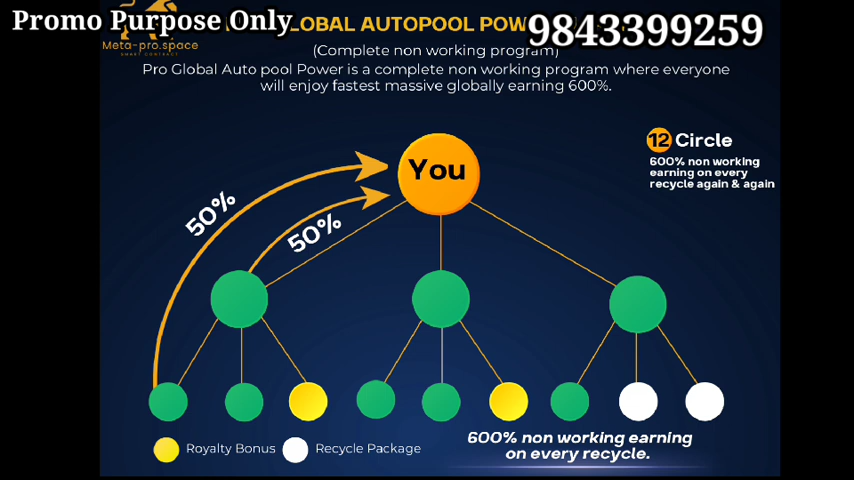 Promo Purpose Only
9843399259
GLOBAL AUTOPOOL
Meta-pro.space
SMART CONTRACT
(Complete non working program)
Pro Global Auto pool Power is a complete non working program where everyone
will enjoy fastest massive globally earning 600%.
12 Circle
600% non working
earning on every
recycle again & again
You
50%
50%
Royalty Bonus
Recycle Package
600% non working earning
on every recycle.